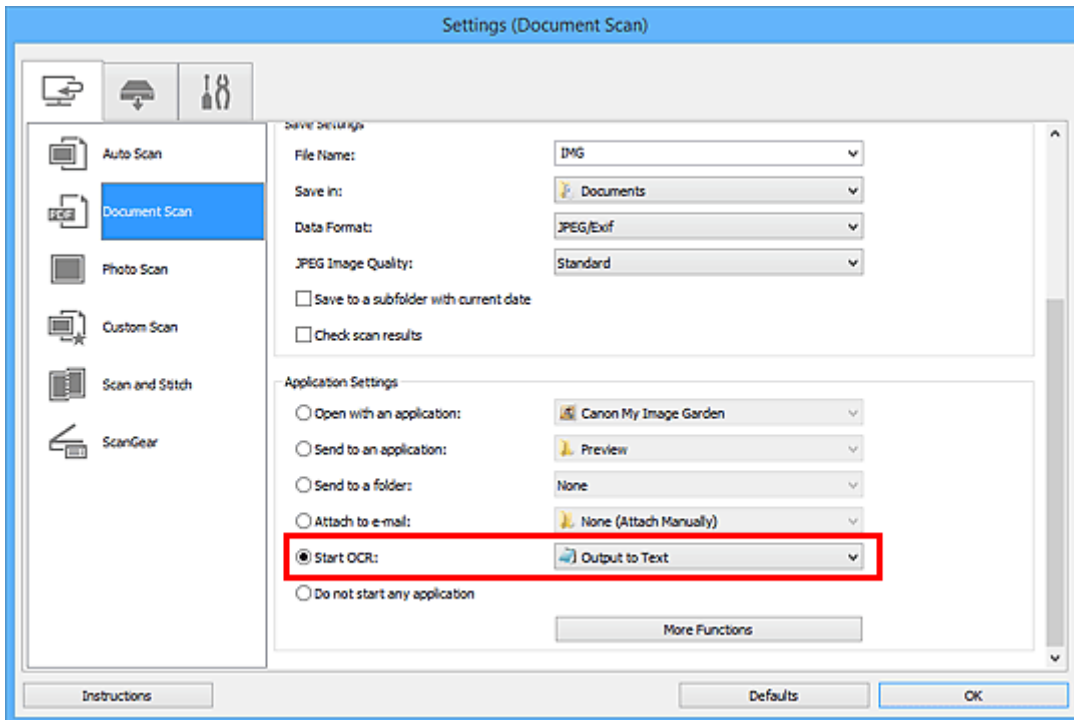 Settings (Document Scan)
Save Settings
Auto Scan
File Name: IMG
Save in: Documents
Document Scan
PDF
Data Format: JPEG/Exif
Photo Scan
JPEG Image Quality: Standard
Save to a subfolder with current date
Custom Scan
Check scan results
Scan and Stitch
Application Settings
Open with an application: Canon My Image Garden
ScanGear
Send to an application: Preview
Send to a folder: None
Attach to e-mail: None (Attach Manually)
Start OCR: Output to Text
Do not start any application
More Functions
Instructions
Defaults
OK